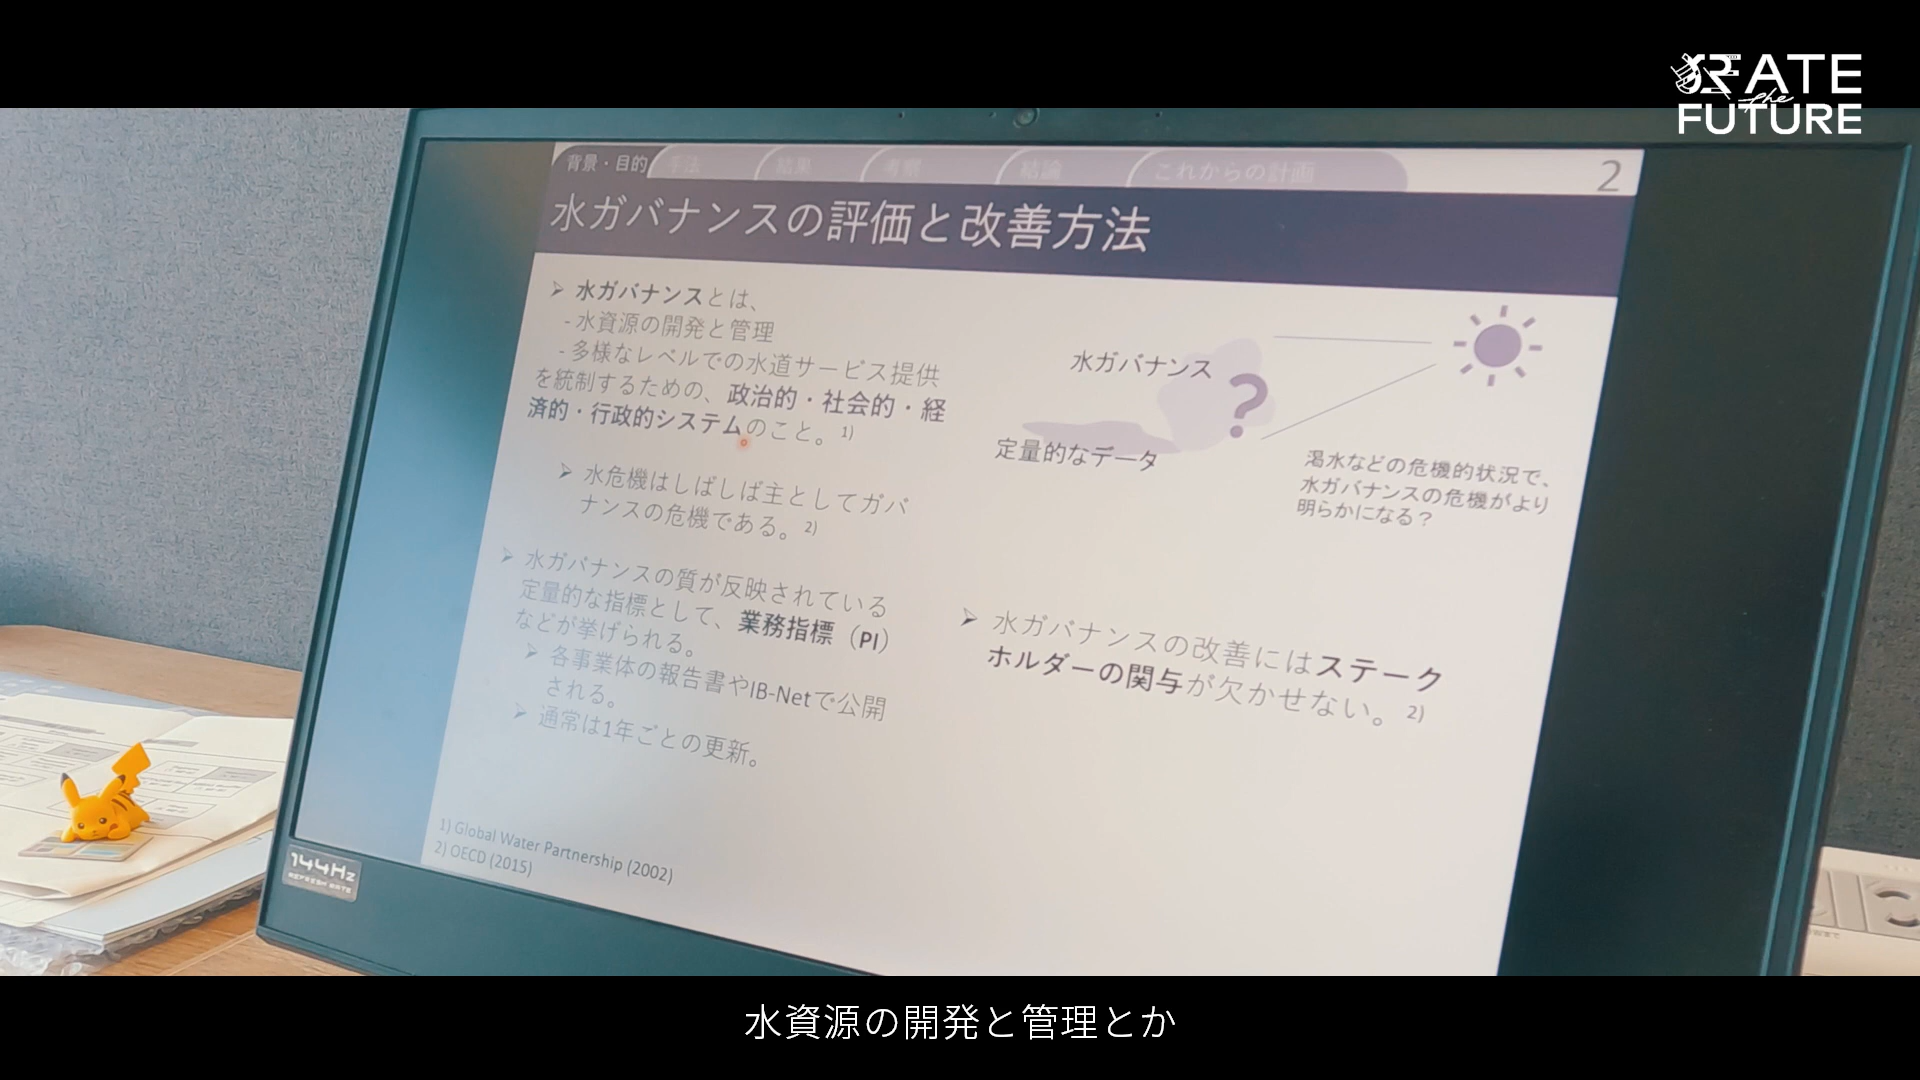 CREATE
the
FUTURE
背景・目的 手法 結果 考察 結論 これからの計画 2
水ガバナンスの評価と改善方法
➢ 水ガバナンスとは、
- 水資源の開発と管理
- 多様なレベルでの水道サービス提供
を統制するための、政治的・社会的・経
済的・行政的システムのこと。1)
➢ 水危機はしばしば主としてガバ
ナンスの危機である。2)
➢ 水ガバナンスの質が反映されている
定量的な指標として、業務指標（PI）
などが挙げられる。
➢ 各事業体の報告書やIB-Netで公開
される。
➢ 通常は1年ごとの更新。
水ガバナンス
?
定量的なデータ
渇水などの危機的状況で、
水ガバナンスの危機がより
明らかになる？
➢ 水ガバナンスの改善にはステーク
ホルダーの関与が欠かせない。2)
1) Global Water Partnership (2002)
2) OECD (2015)
144Hz
REFRESH RATE
水資源の開発と管理とか